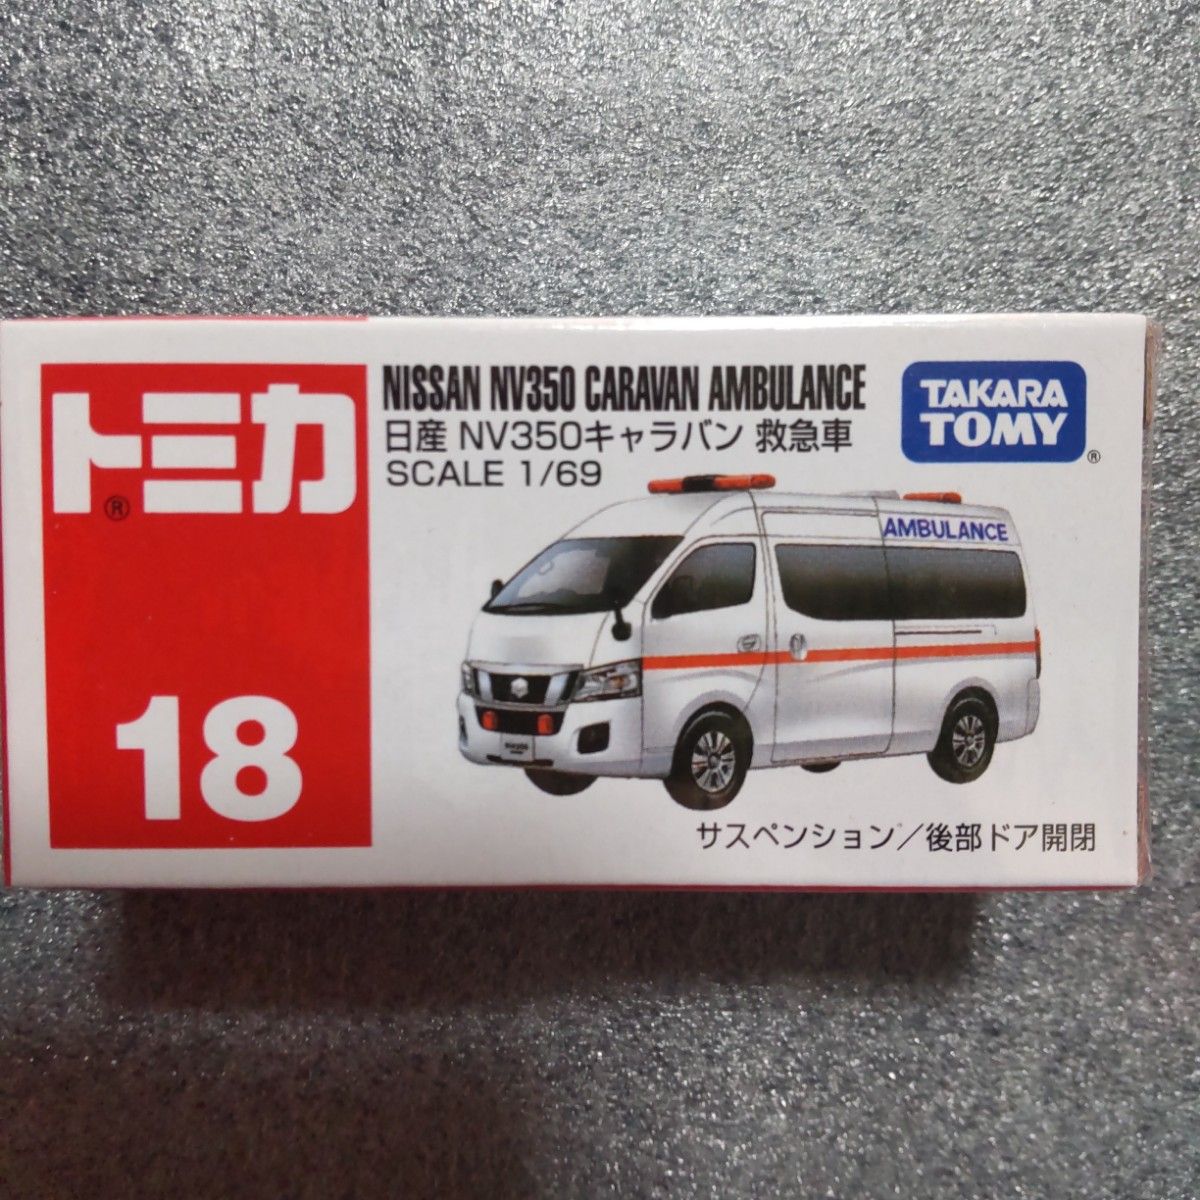 トミカ
®
18
NISSAN NV350 CARAVAN AMBULANCE
日産 NV350キャラバン 救急車
SCALE 1/69
TAKARA
TOMY
®
AMBULANCE
サスペンション/後部ドア開閉